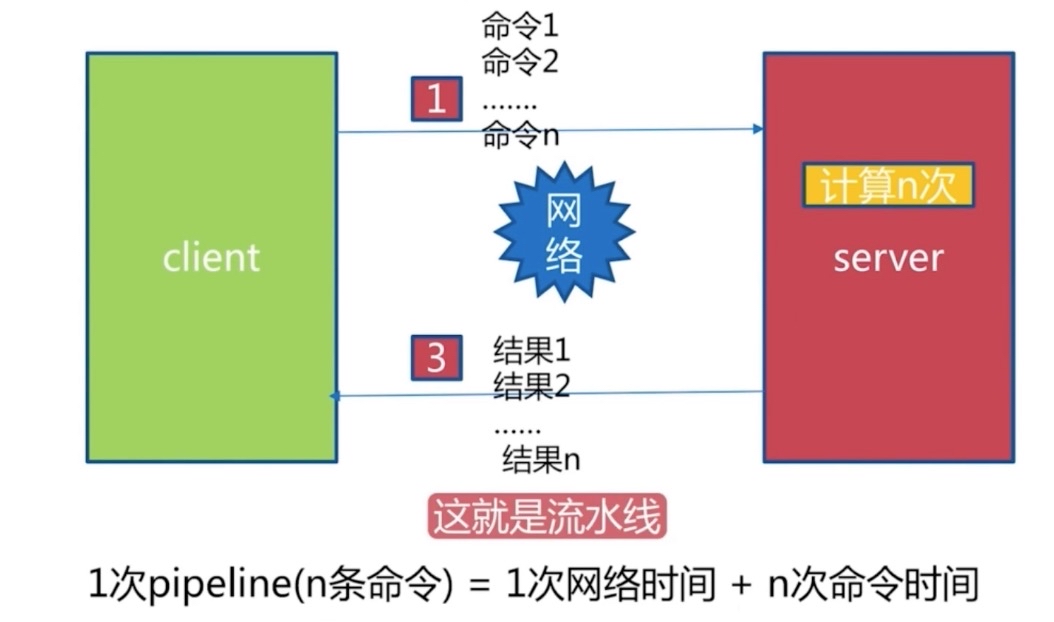 命令1
命令2
.......
命令n
1
计算n次
网
络
client
server
3
结果1
结果2
......
结果n
这就是流水线
1次pipeline(n条命令) = 1次网络时间 + n次命令时间